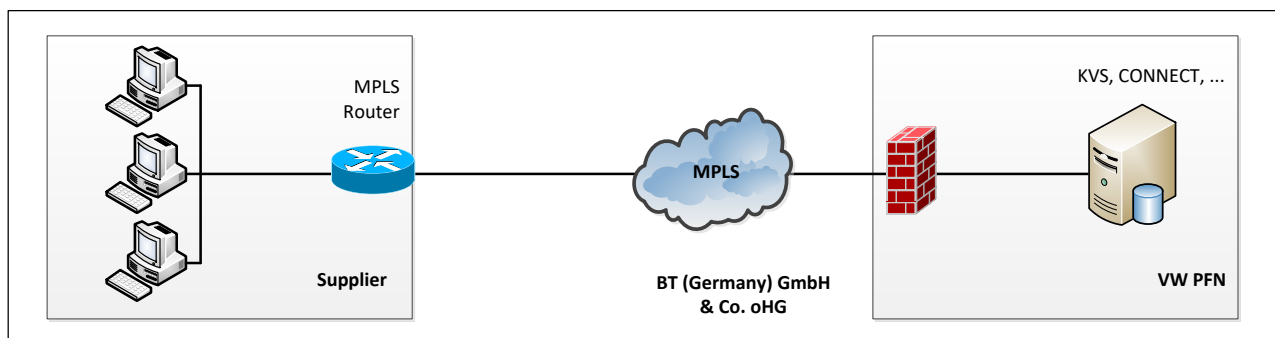 MPLS
Router
Supplier
MPLS
BT (Germany) GmbH
& Co. oHG
KVS, CONNECT, ...
VW PFN